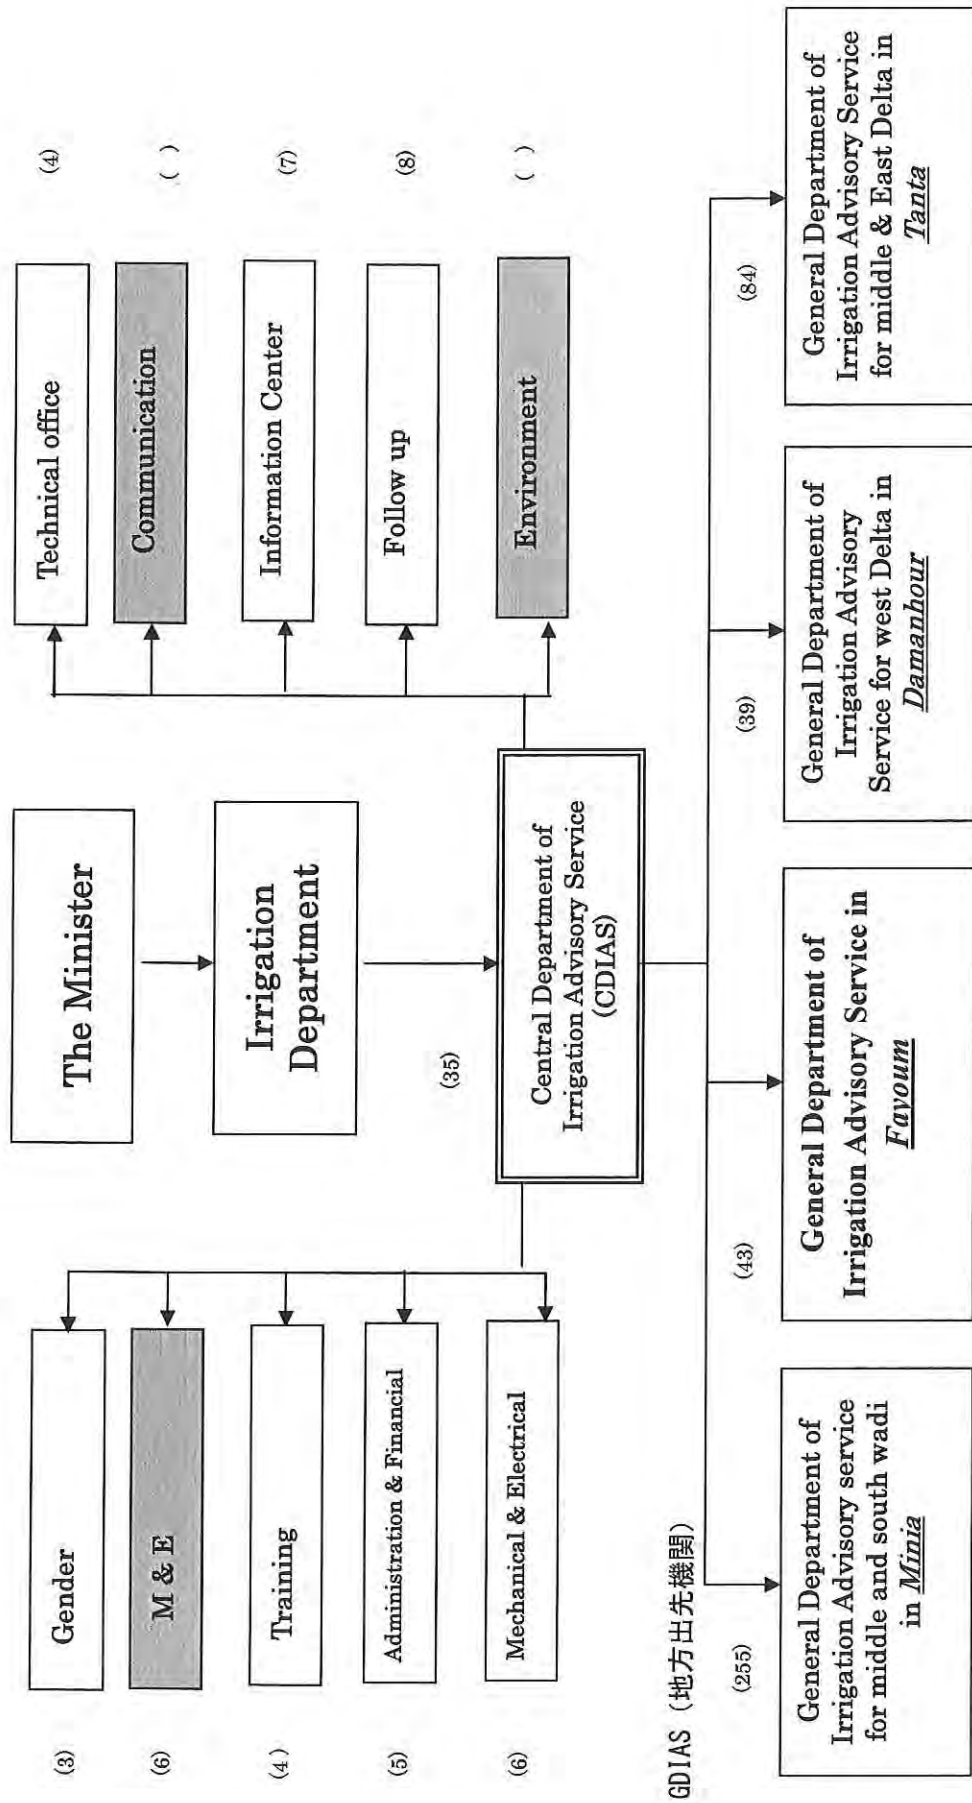 The Minister
Irrigation
Department
(35)
Central Department of
Irrigation Advisory Service
(CDIAS)
(3)
Gender
(6)
M & E
(4)
Training
(5)
Administration & Financial
(6)
Mechanical & Electrical
Technical office
(4)
Communication
( )
Information Center
(7)
Follow up
(8)
Environment
( )
GDIAS (地方出先機関)
(255)
General Department of
Irrigation Advisory service
for middle and south wadi
in Minia
(43)
General Department of
Irrigation Advisory Service in
Fayoum
(39)
General Department of
Irrigation Advisory
Service for west Delta in
Damanhour
(84)
General Department of
Irrigation Advisory Service
for middle & East Delta in
Tanta